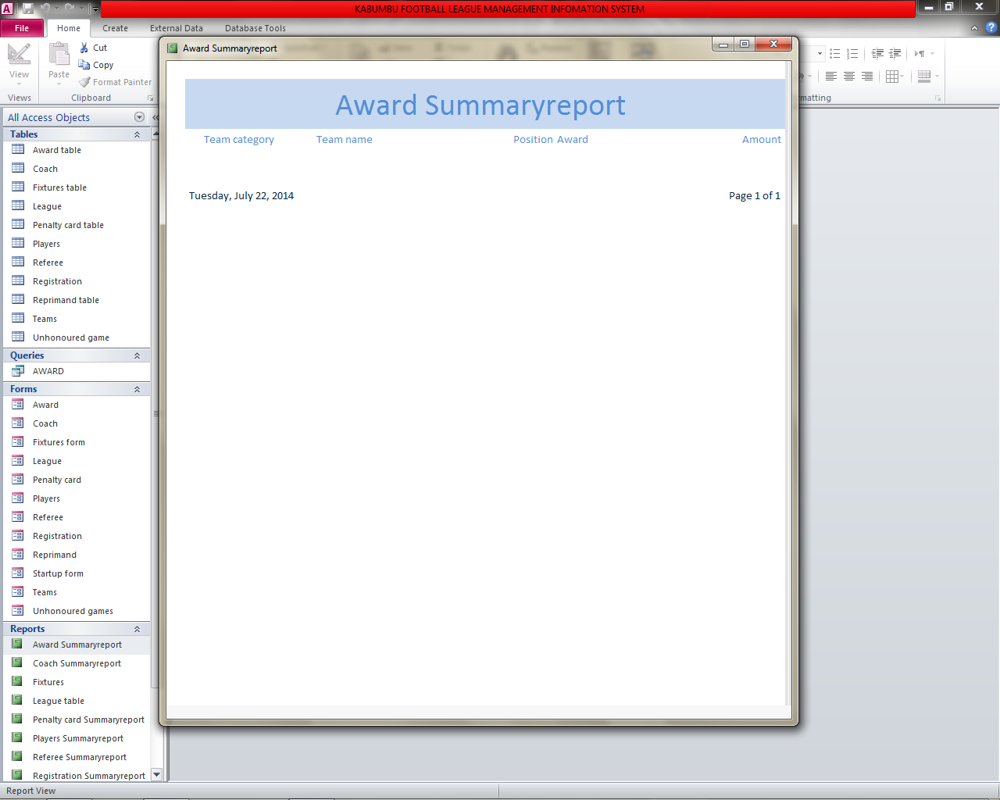 KABUMBU FOOTBALL LEAGUE MANAGEMENT INFOMATION SYSTEM
File Home Create External Data Database Tools
View
Views
Paste
Cut
Copy
Format Painter
Clipboard
matting
All Access Objects
Tables
Award table
Coach
Fixtures table
League
Penalty card table
Players
Referee
Registration
Reprimand table
Teams
Unhonoured game
Queries
AWARD
Forms
Award
Coach
Fixtures form
League
Penalty card
Players
Referee
Registration
Reprimand
Startup form
Teams
Unhonoured games
Reports
Award Summaryreport
Coach Summaryreport
Fixtures
League table
Penalty card Summaryreport
Players Summaryreport
Referee Summaryreport
Registration Summaryreport
Award Summaryreport
Award Summaryreport
Team category Team name Position Award Amount
Tuesday, July 22, 2014 Page 1 of 1
Report View